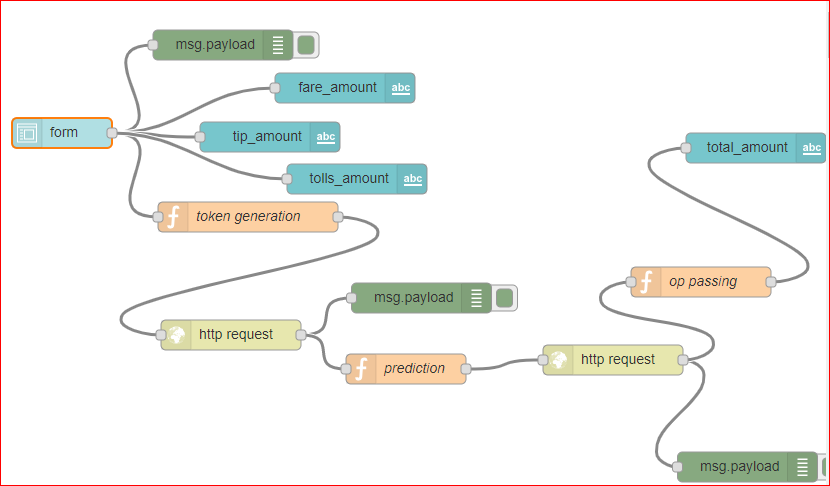 msg.payload
fare_amount
abc
form
tip_amount
abc
total_amount
abc
tolls_amount
abc
token generation
op passing
msg.payload
http request
prediction
http request
msg.payload